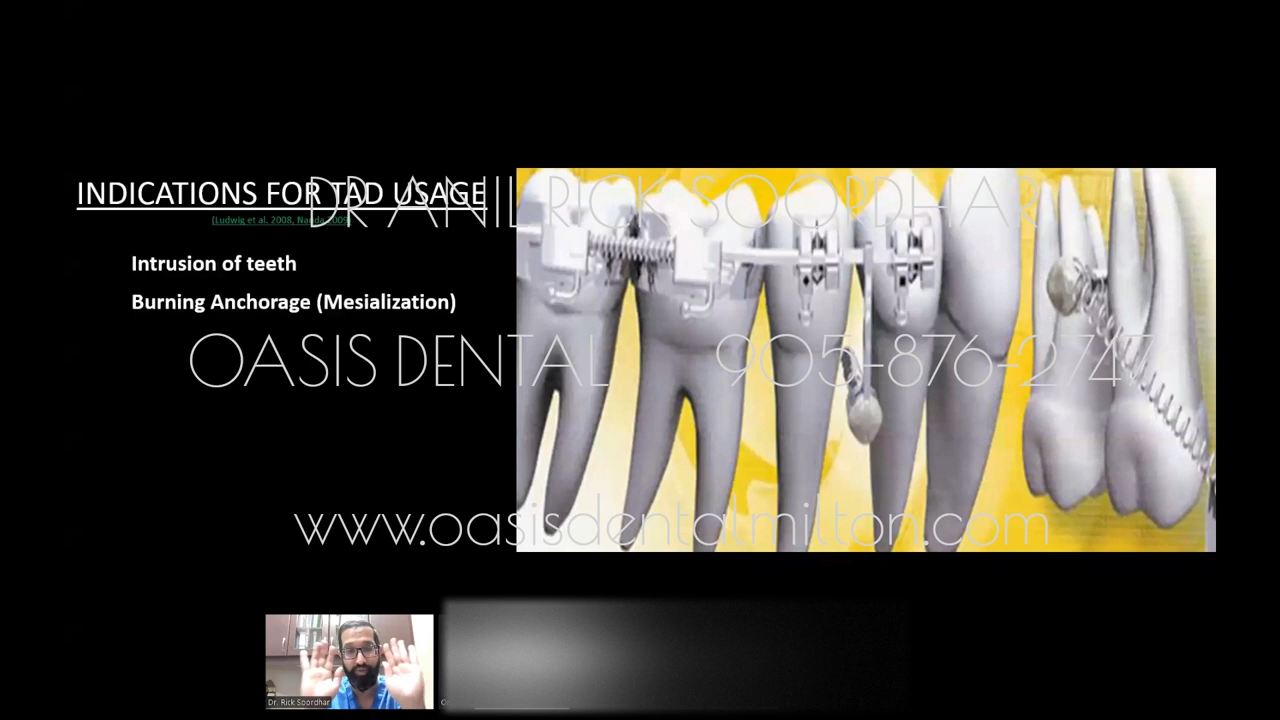 INDICATIONS FOR TAD USAGE
(Ludwig et al. 2008, Nanda 2009)
Intrusion of teeth
Burning Anchorage (Mesialization)
DR ANIL RICK SOORDHAR
OASIS DENTAL 905-876-2747
www.oasisdentalmilton.com
Dr. Rick Soordhar